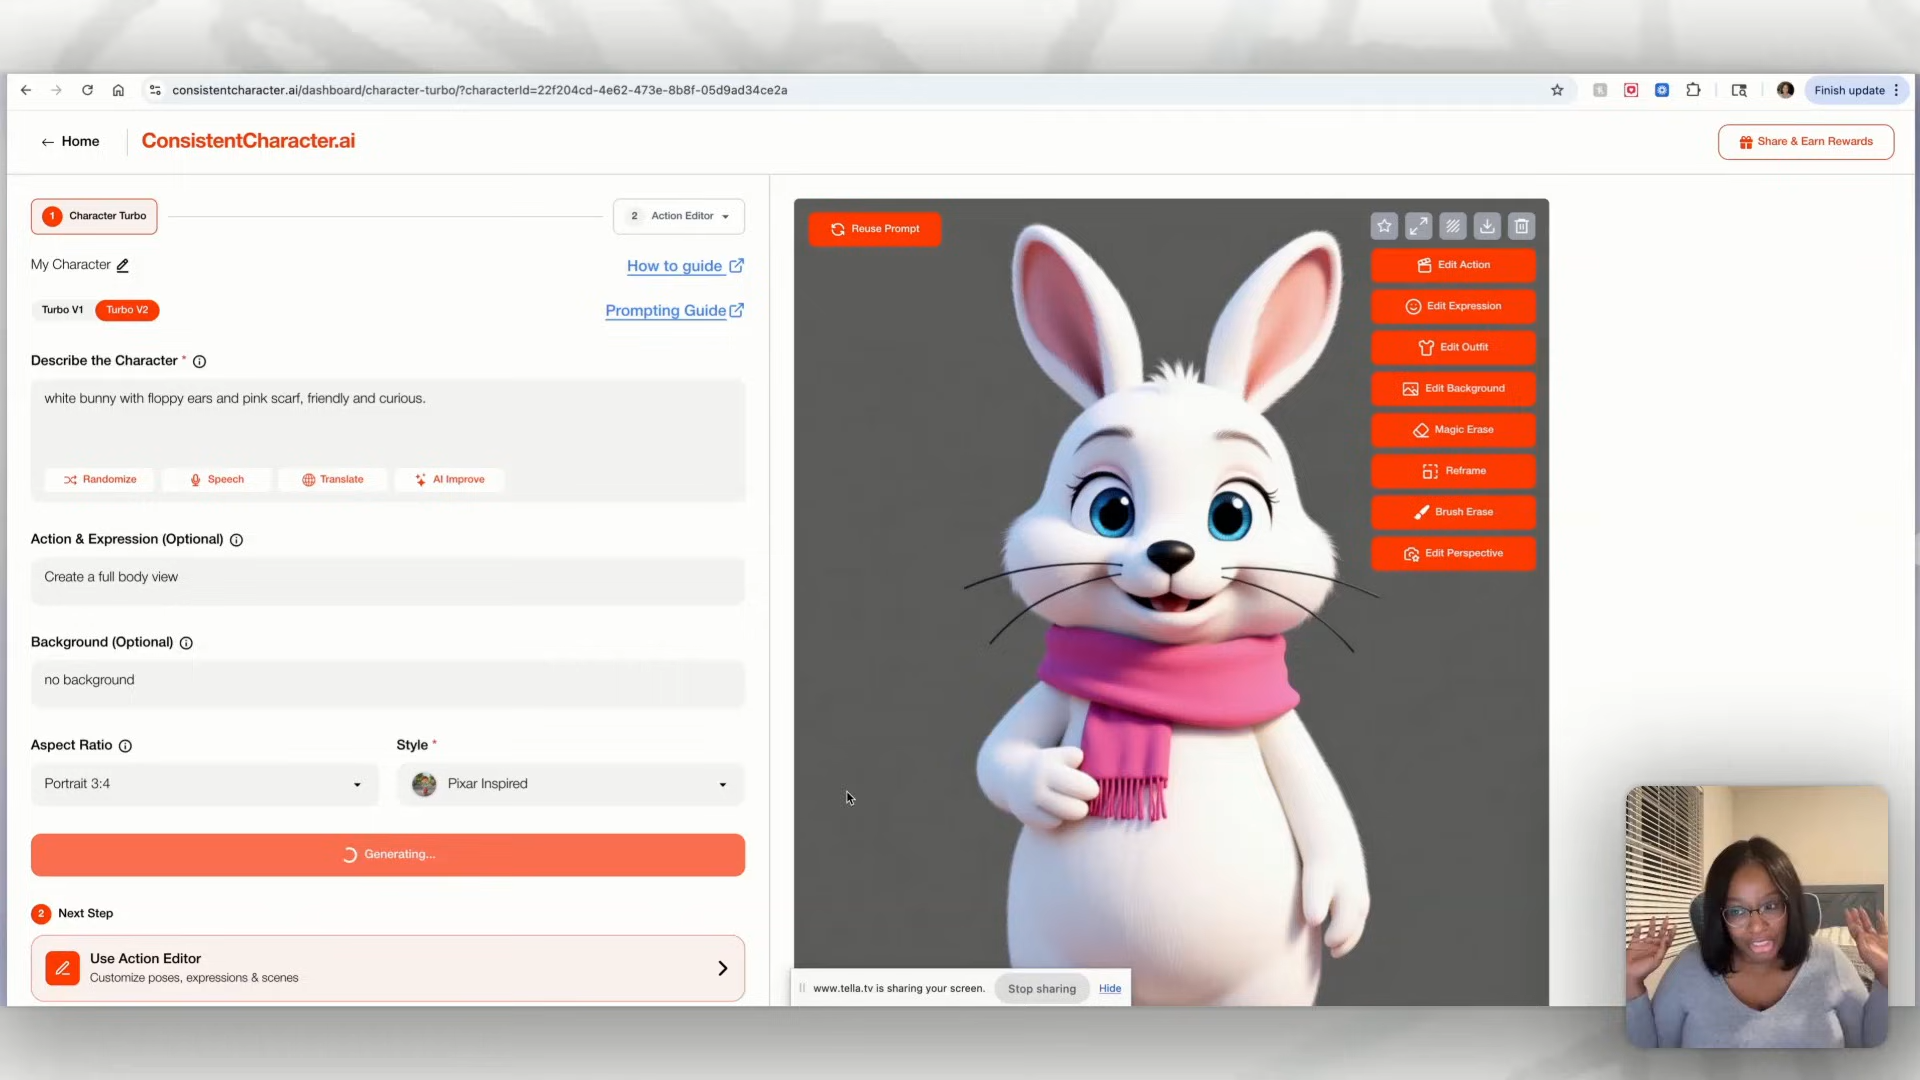 consistentcharacter.ai/dashboard/character-turbo/?characterId=22f204cd-4e62-473e-8b8f-05d9ad34ce2a
Finish update
Home
ConsistentCharacter.ai
Share & Earn Rewards
1 Character Turbo
2 Action Editor
My Character
How to guide
Turbo V1
Turbo V2
Prompting Guide
Describe the Character *
white bunny with floppy ears and pink scarf, friendly and curious.
Randomize
Speech
Translate
AI Improve
Action & Expression (Optional)
Create a full body view
Background (Optional)
no background
Aspect Ratio
Style *
Portrait 3:4
Pixar Inspired
Generating...
2 Next Step
Use Action Editor
Customize poses, expressions & scenes
Reuse Prompt
Edit Action
Edit Expression
Edit Outfit
Edit Background
Magic Erase
Reframe
Brush Erase
Edit Perspective
www.tella.tv is sharing your screen.
Stop sharing
Hide